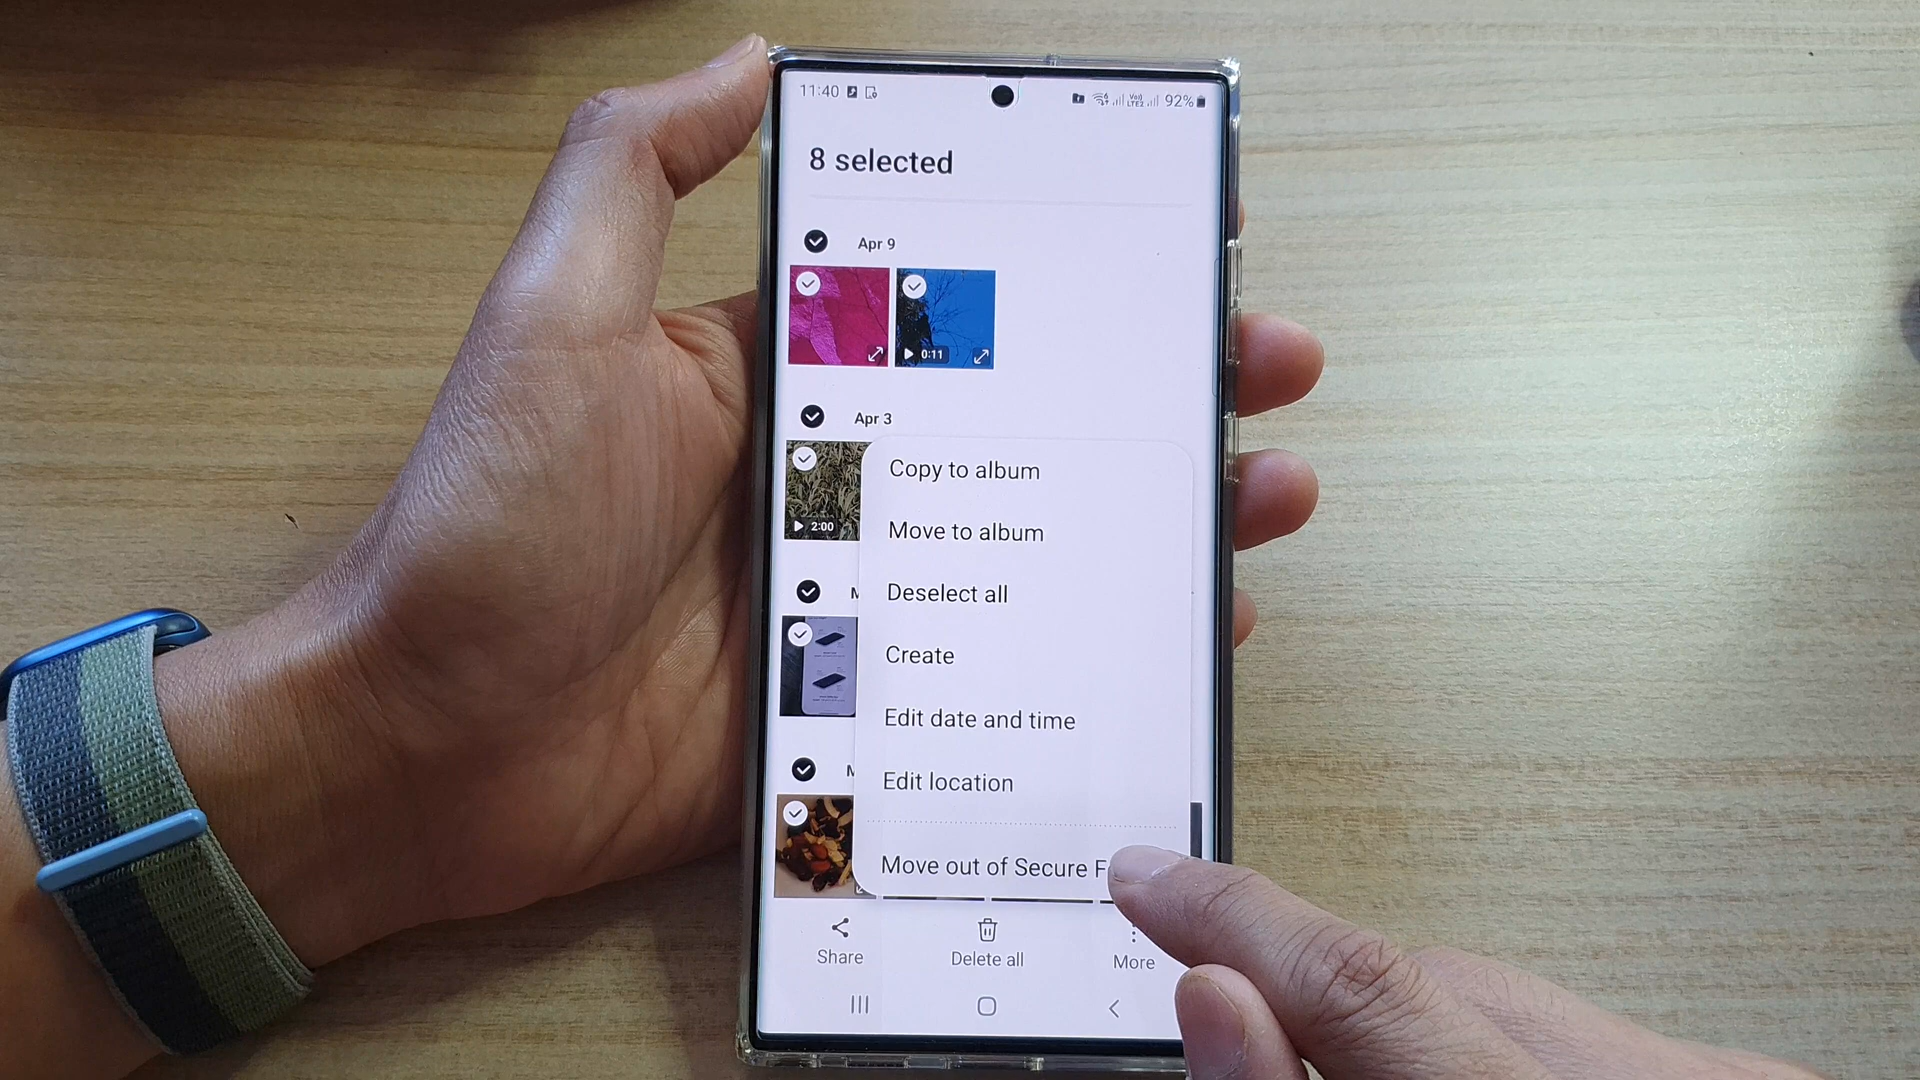 11:40
VoLTE2 92%
8 selected
Apr 9
0:11
Apr 3
2:00
M
M
Copy to album
Move to album
Deselect all
Create
Edit date and time
Edit location
Move out of Secure F
Share
Delete all
More